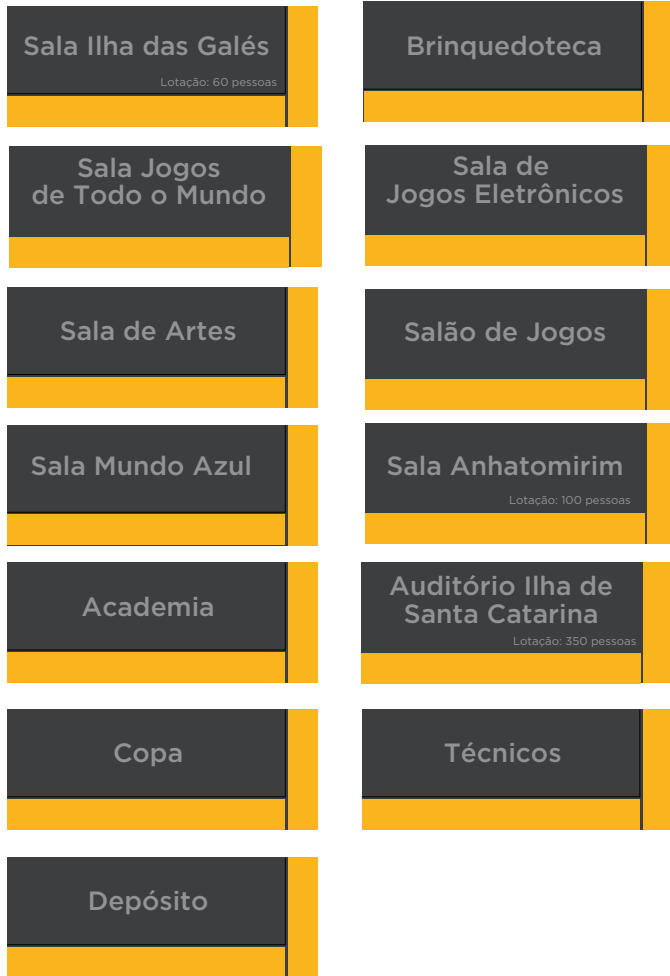 Sala Ilha das Galés
Lotação: 60 pessoas
Brinquedoteca
Sala Jogos
de Todo o Mundo
Sala de
Jogos Eletrônicos
Sala de Artes
Salão de Jogos
Sala Mundo Azul
Sala Anhatomirim
Lotação: 100 pessoas
Academia
Auditório Ilha de
Santa Catarina
Lotação: 350 pessoas
Copa
Técnicos
Depósito